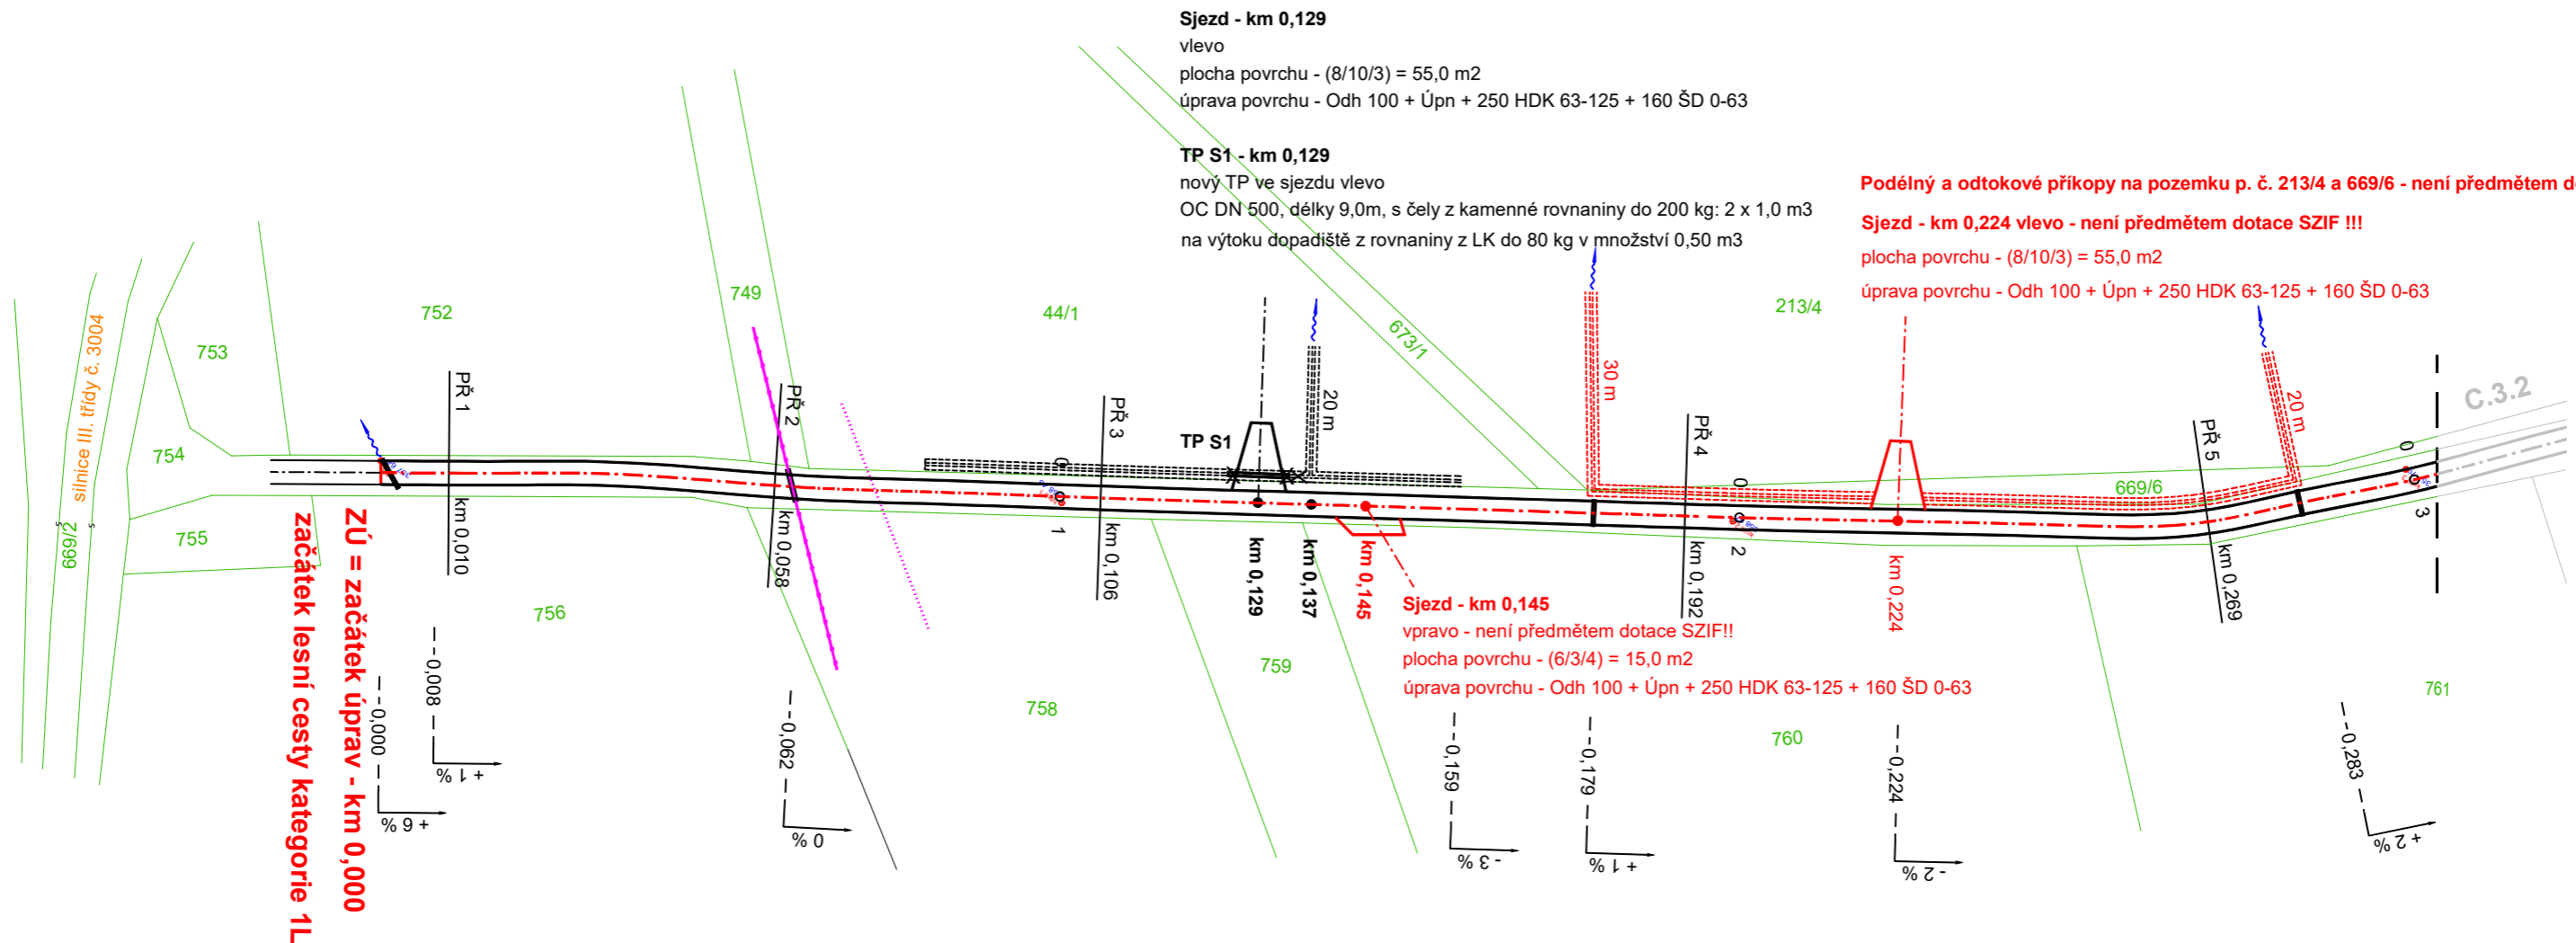 Sjezd - km 0,129
vlevo
plocha povrchu - (8/10/3) = 55,0 m2
úprava povrchu - Odh 100 + Úpn + 250 HDK 63-125 + 160 ŠD 0-63
TP S1 - km 0,129
nový TP ve sjezdu vlevo
OC DN 500, délky 9,0m, s čely z kamenné rovnaniny do 200 kg: 2 x 1,0 m3
na výtoku dopadiště z rovnaniny z LK do 80 kg v množství 0,50 m3
Podélný a odtokové příkopy na pozemku p. č. 213/4 a 669/6 - není předmětem d
Sjezd - km 0,224 vlevo - není předmětem dotace SZIF !!!
plocha povrchu - (8/10/3) = 55,0 m2
úprava povrchu - Odh 100 + Úpn + 250 HDK 63-125 + 160 ŠD 0-63
silnice III. třídy č. 3004
669/2
753
754
755
752
749
44/1
673/1
213/4
669/6
756
758
759
760
761
C.3.2
PŘ 1
km 0,010
PŘ 2
km 0,058
PŘ 3
km 0,106
PŘ 4
km 0,192
PŘ 5
km 0,269
TP S1
20 m
30 m
20 m
0
1
0
2
0
3
km 0,129
km 0,137
km 0,145
km 0,224
Sjezd - km 0,145
vpravo - není předmětem dotace SZIF!!
plocha povrchu - (6/3/4) = 15,0 m2
úprava povrchu - Odh 100 + Úpn + 250 HDK 63-125 + 160 ŠD 0-63
ZÚ = začátek úprav - km 0,000
začátek lesní cesty kategorie 1L
0,000
+ 6 %
0,008
+ 1 %
0,062
0 %
0,159
- 3 %
0,179
+ 1 %
0,224
- 2 %
0,283
+ 2 %